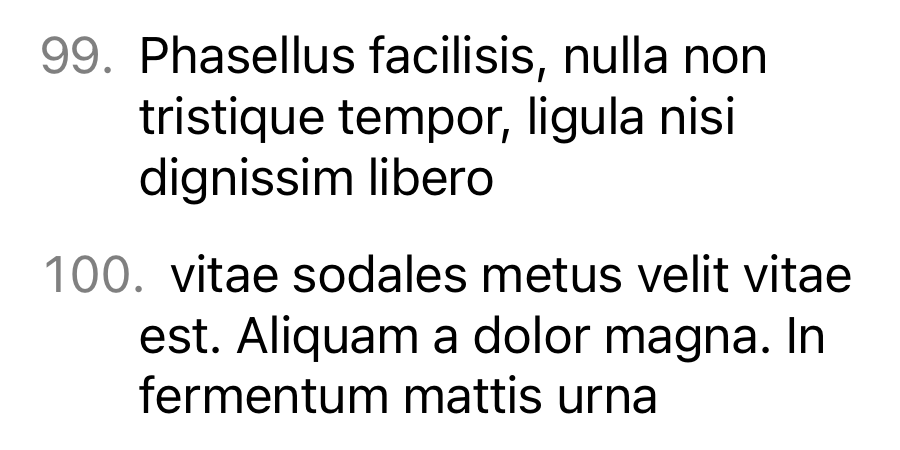 99. Phasellus facilisis, nulla non
tristique tempor, ligula nisi
dignissim libero
100. vitae sodales metus velit vitae
est. Aliquam a dolor magna. In
fermentum mattis urna